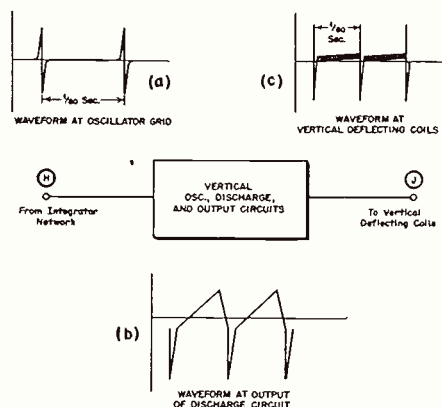 1/60 Sec.
(a)
WAVEFORM AT OSCILLATOR GRID
1/60
Sec.
(c)
WAVEFORM AT
VERTICAL DEFLECTING COILS
H
From Integrator
Network
VERTICAL
OSC., DISCHARGE,
AND OUTPUT CIRCUITS
J
To Vertical
Deflecting Coils
(b)
WAVEFORM AT OUTPUT
OF DISCHARGE CIRCUIT